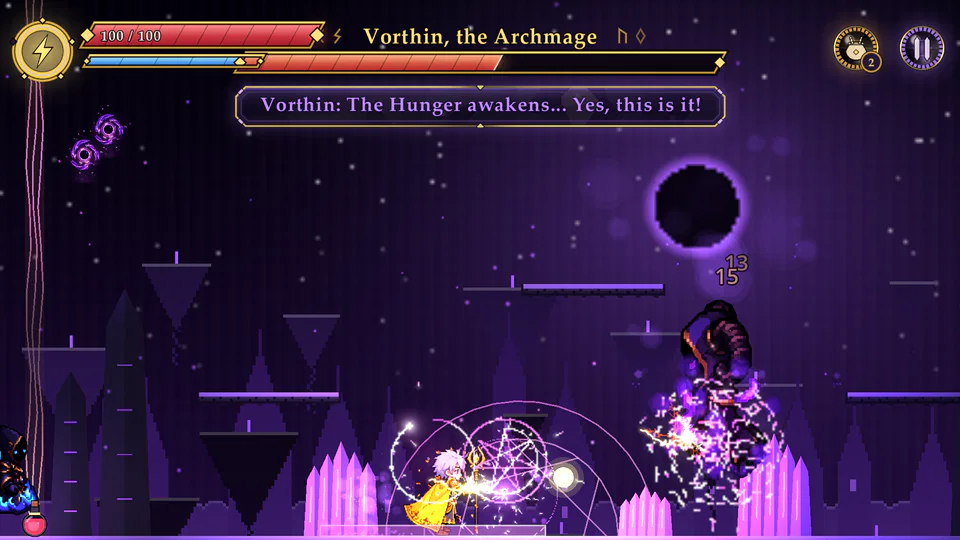 100 / 100
Vorthin, the Archmage
2
Vorthin: The Hunger awakens... Yes, this is it!
13
15